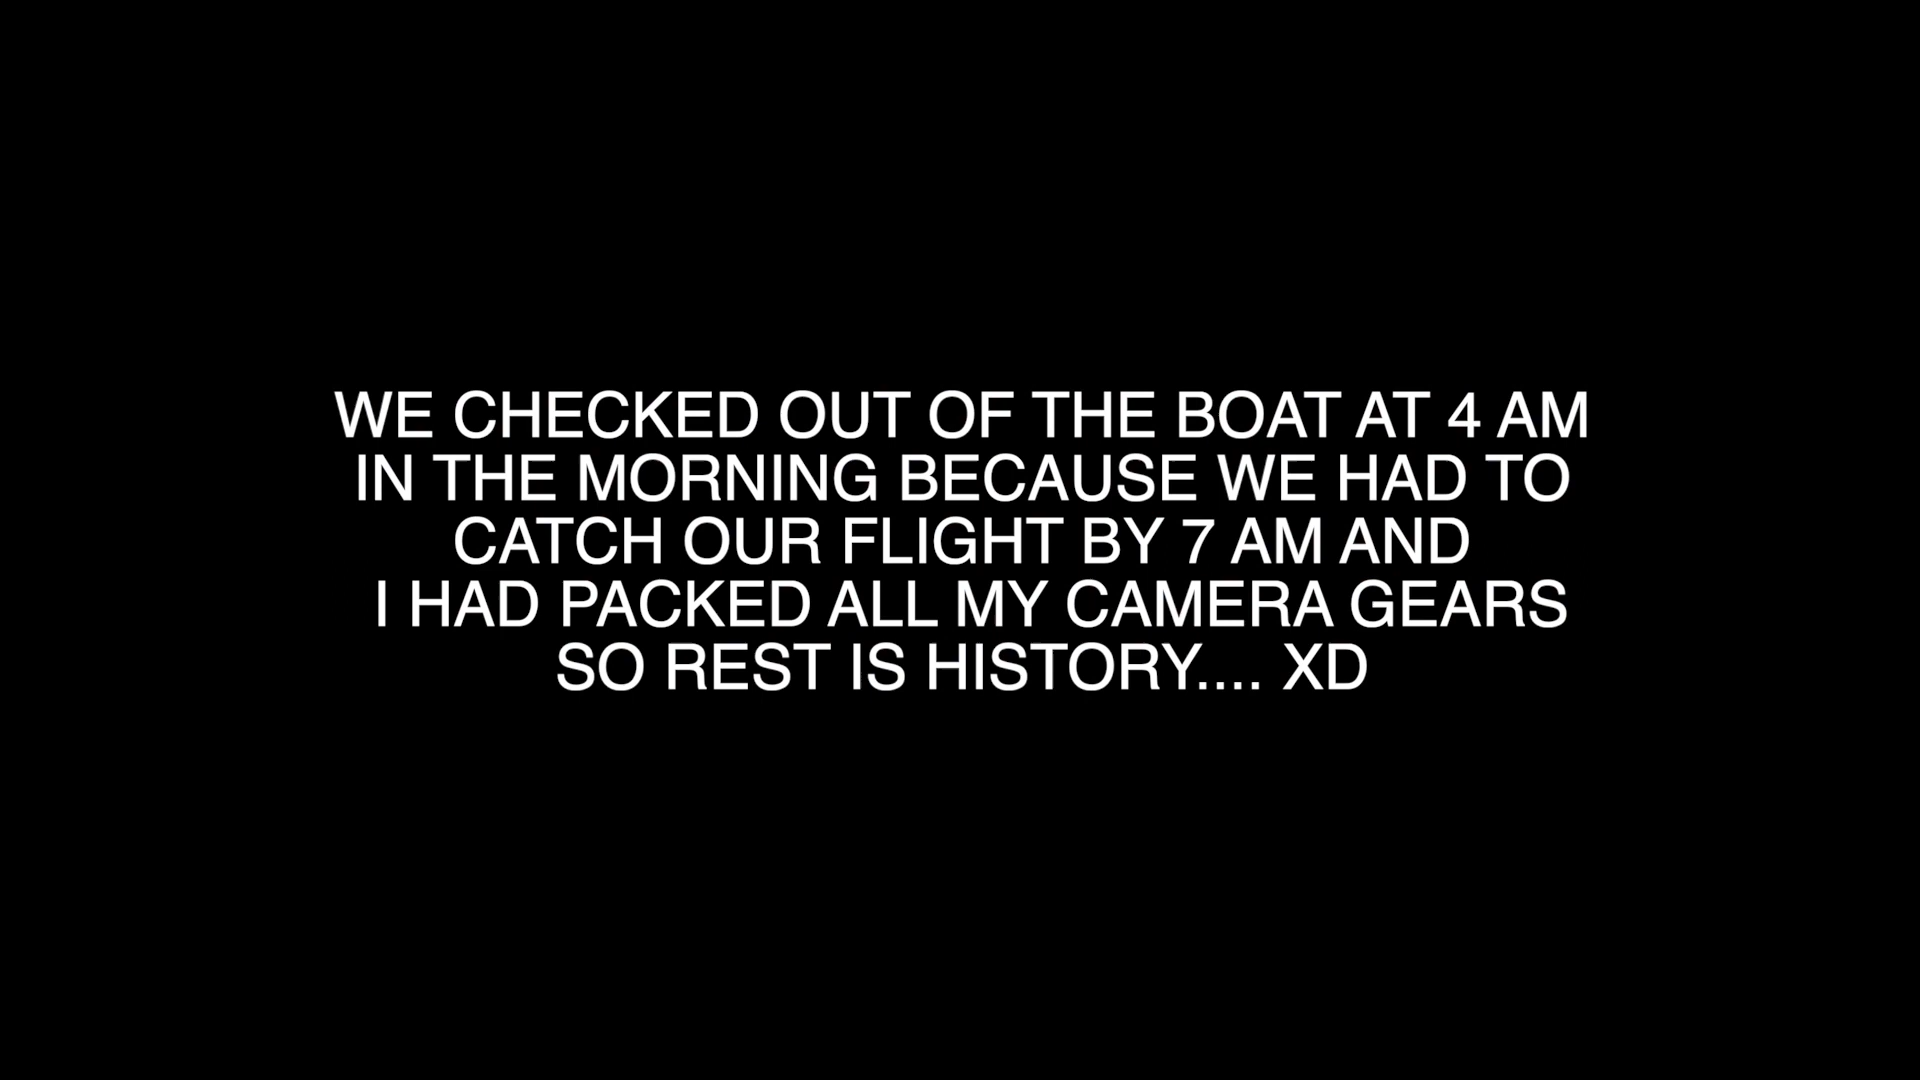 WE CHECKED OUT OF THE BOAT AT 4 AM
IN THE MORNING BECAUSE WE HAD TO
CATCH OUR FLIGHT BY 7 AM AND
I HAD PACKED ALL MY CAMERA GEARS
SO REST IS HISTORY.... XD